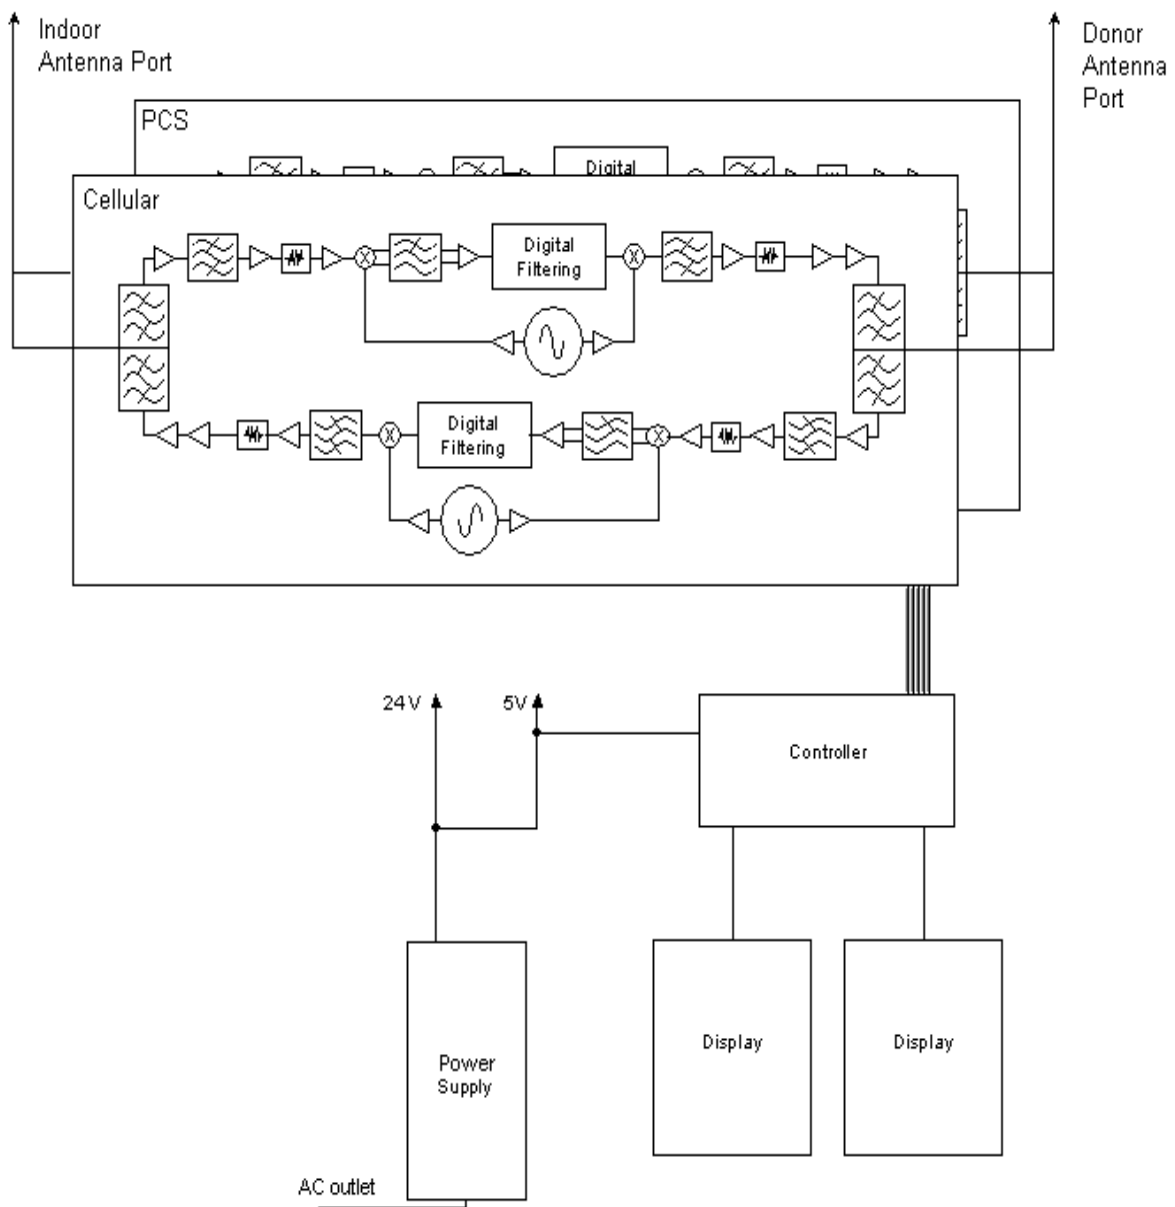 Indoor
Antenna Port
Donor
Antenna
Port
PCS
Digital
Cellular
Digital
Filtering
Digital
Filtering
24V
5V
Controller
Power
Supply
Display
Display
AC outlet